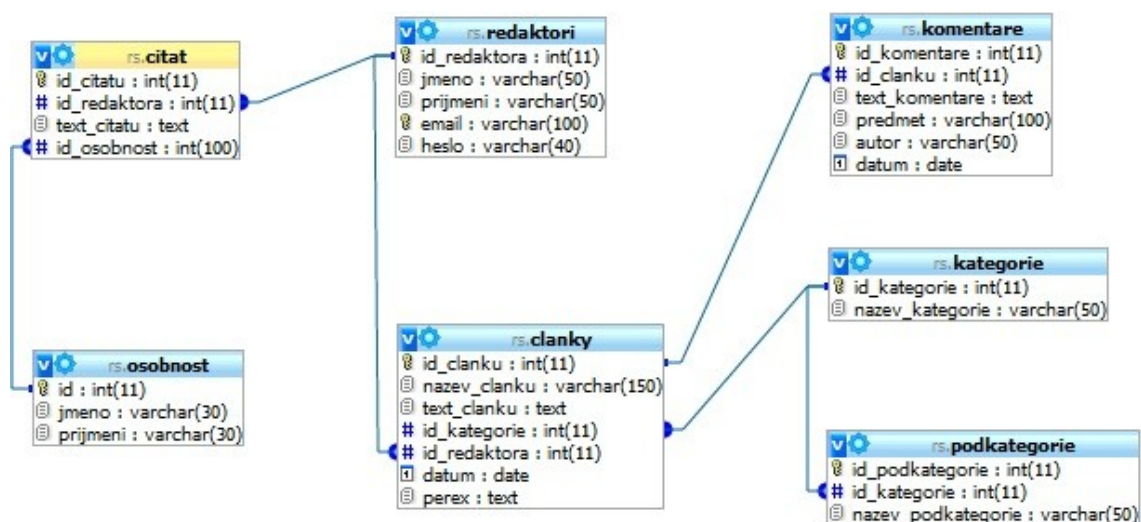 rs.citat
id_citatu : int(11)
id_redaktora : int(11)
text_citatu : text
id_osobnost : int(100)
rs.redaktori
id_redaktora : int(11)
jmeno : varchar(50)
prijmeni : varchar(50)
email : varchar(100)
heslo : varchar(40)
rs.komentare
id_komentare : int(11)
id_clanku : int(11)
text_komentare : text
predmet : varchar(100)
autor : varchar(50)
datum : date
rs.kategorie
id_kategorie : int(11)
nazev_kategorie : varchar(50)
rs.osobnost
id : int(11)
jmeno : varchar(30)
prijmeni : varchar(30)
rs.clanky
id_clanku : int(11)
nazev_clanku : varchar(150)
text_clanku : text
id_kategorie : int(11)
id_redaktora : int(11)
datum : date
perex : text
rs.podkategorie
id_podkategorie : int(11)
id_kategorie : int(11)
nazev_podkategorie : varchar(50)